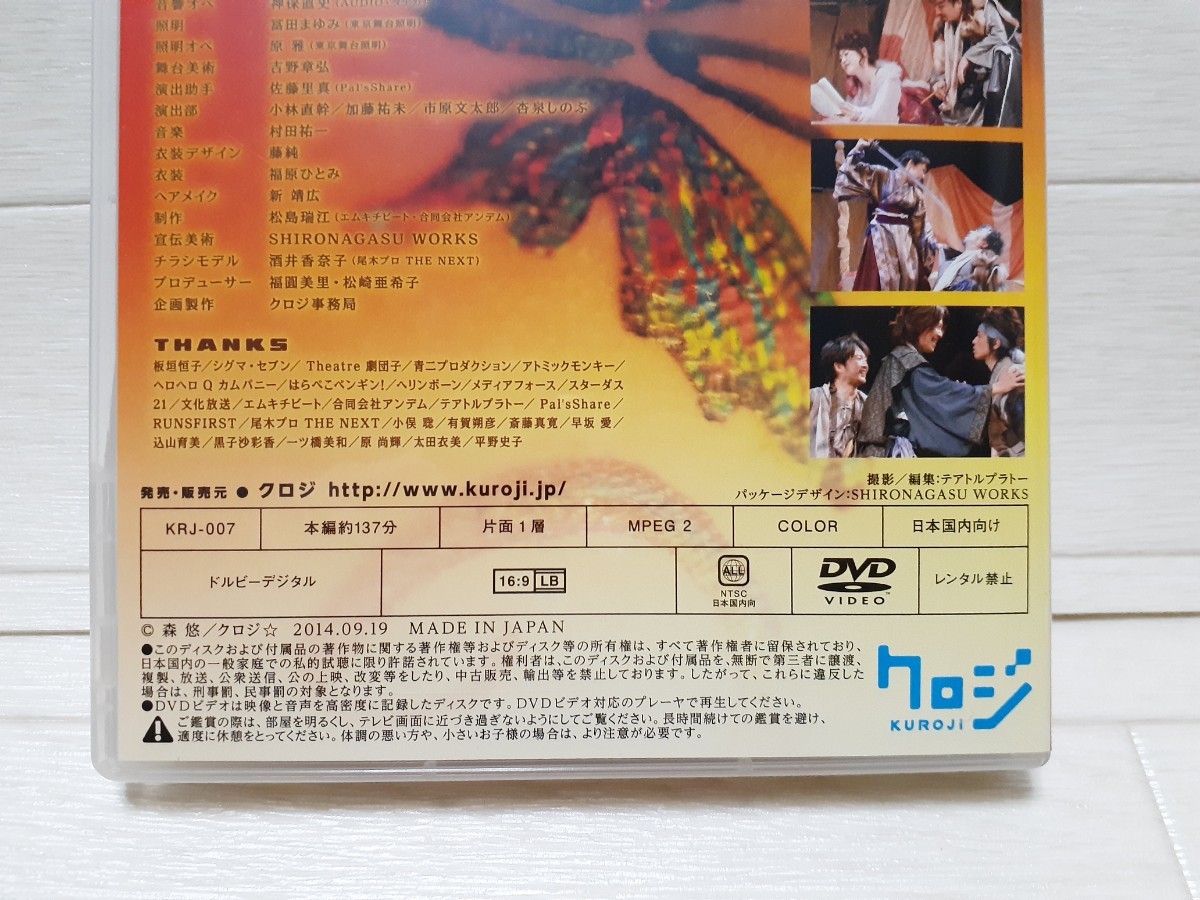 音響オペ 神保直史
照明 冨田まゆみ(東京舞台照明)
照明オペ 原 雅(東京舞台照明)
舞台美術 吉野章弘
演出助手 佐藤里真(Pal'sShare)
演出部 小林直幹／加藤祐未／市原文太郎／杏泉しのぶ
音楽 村田祐一
衣装デザイン 藤純
衣装 福原ひとみ
ヘアメイク 新 靖広
制作 松島瑞江(エムキチビート・合同会社アンデム)
宣伝美術 SHIRONAGASU WORKS
チラシモデル 酒井香奈子(尾木プロ THE NEXT)
プロデューサー 福圓美里・松崎亜希子
企画製作 クロジ事務局
THANKS
板垣恒子／シグマ・セブン／ Theatre 劇団子／青二プロダクション／アトミックモンキー／
ヘロヘロ Q カムパニー／はらぺこペンギン!／ヘリンボーン／メディアフォース／スターダス
21／文化放送／エムキチビート／合同会社アンデム／テアトルプラトー／ Pal'sShare／
RUNSFIRST／尾木プロ THE NEXT／小俣 聡／有賀朔彦／斎藤真寛／早坂 愛／
込山育美／黒子沙彩香／一ツ橋美和／原 尚輝／太田衣美／平野史子
撮影／編集:テアトルプラトー
パッケージデザイン:SHIRONAGASU WORKS
発売・販売元 ● クロジ http://www.kuroji.jp/
KRJ-007 本編約137分 片面1層 MPEG 2 COLOR 日本国内向け
ドルビーデジタル 16:9 LB ALL NTSC 日本国内向 DVD VIDEO レンタル禁止
© 森 悠／クロジ☆ 2014.09.19 MADE IN JAPAN
●このディスクおよび付属品の著作物に関する著作権等およびディスク等の所有権は、すべて著作権者に留保されており、
日本国内の一般家庭での私的試聴に限り許諾されています。権利者は、このディスクおよび付属品を、無断で第三者に譲渡、
複製、放送、公衆送信、公の上映、改変等をしたり、中古販売、輸出等を禁止しております。したがって、これらに違反した
場合は、刑事罰、民事罰の対象となります。
●DVDビデオは映像と音声を高密度に記録したディスクです。DVDビデオ対応のプレーヤで再生してください。
ご鑑賞の際は、部屋を明るくし、テレビ画面に近づき過ぎないようにしてご覧ください。長時間続けての鑑賞を避け、
適度に休憩をとってください。体調の悪い方や、小さいお子様の場合は、より注意が必要です。
クロジ
KUROJi